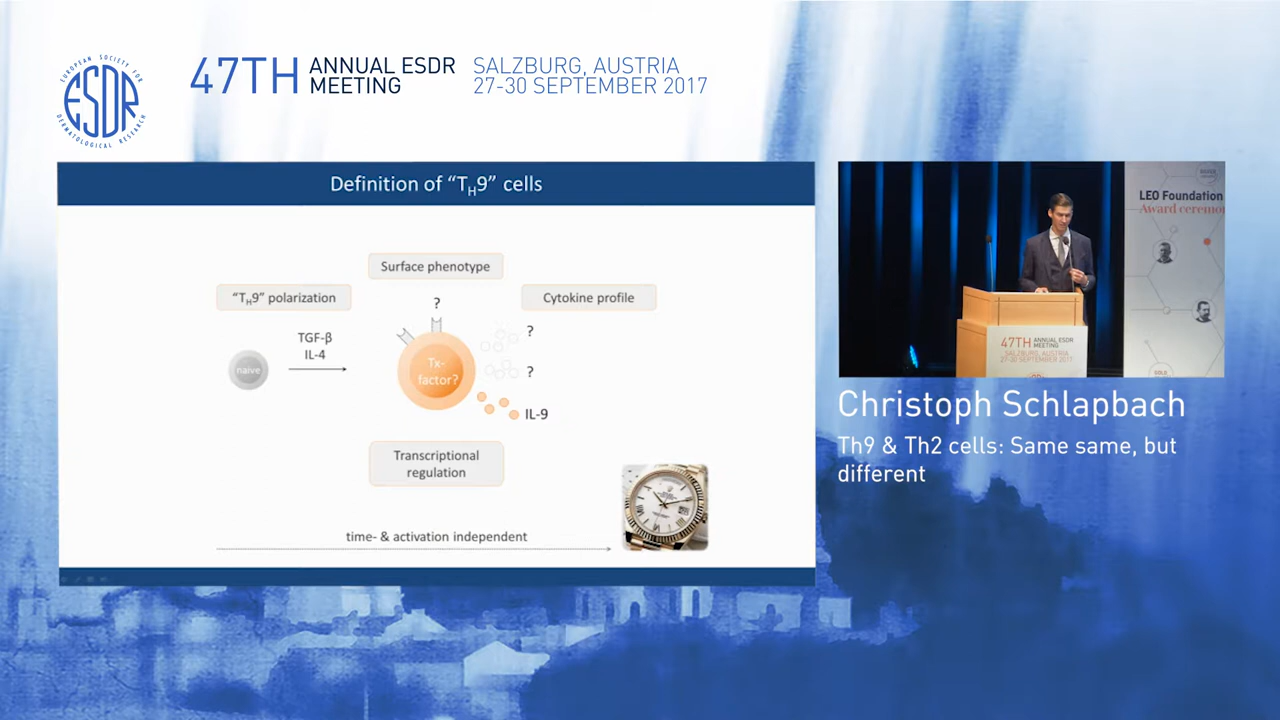 EUROPEAN SOCIETY FOR
ESDR
DERMATOLOGICAL RESEARCH
47TH
ANNUAL ESDR
MEETING
SALZBURG, AUSTRIA
27-30 SEPTEMBER 2017
Definition of “TH9” cells
Surface phenotype
“TH9” polarization
Cytokine profile
?
TGF-β
IL-4
?
naive
Tx-
factor?
?
IL-9
Transcriptional
regulation
time- & activation independent
LEO Foundation
Award ceremo
47TH
ANNUAL ESDR
MEETING
SALZBURG, AUSTRIA
27-30 SEPTEMBER 2017
GOLD
Christoph Schlapbach
Th9 & Th2 cells: Same same, but
different